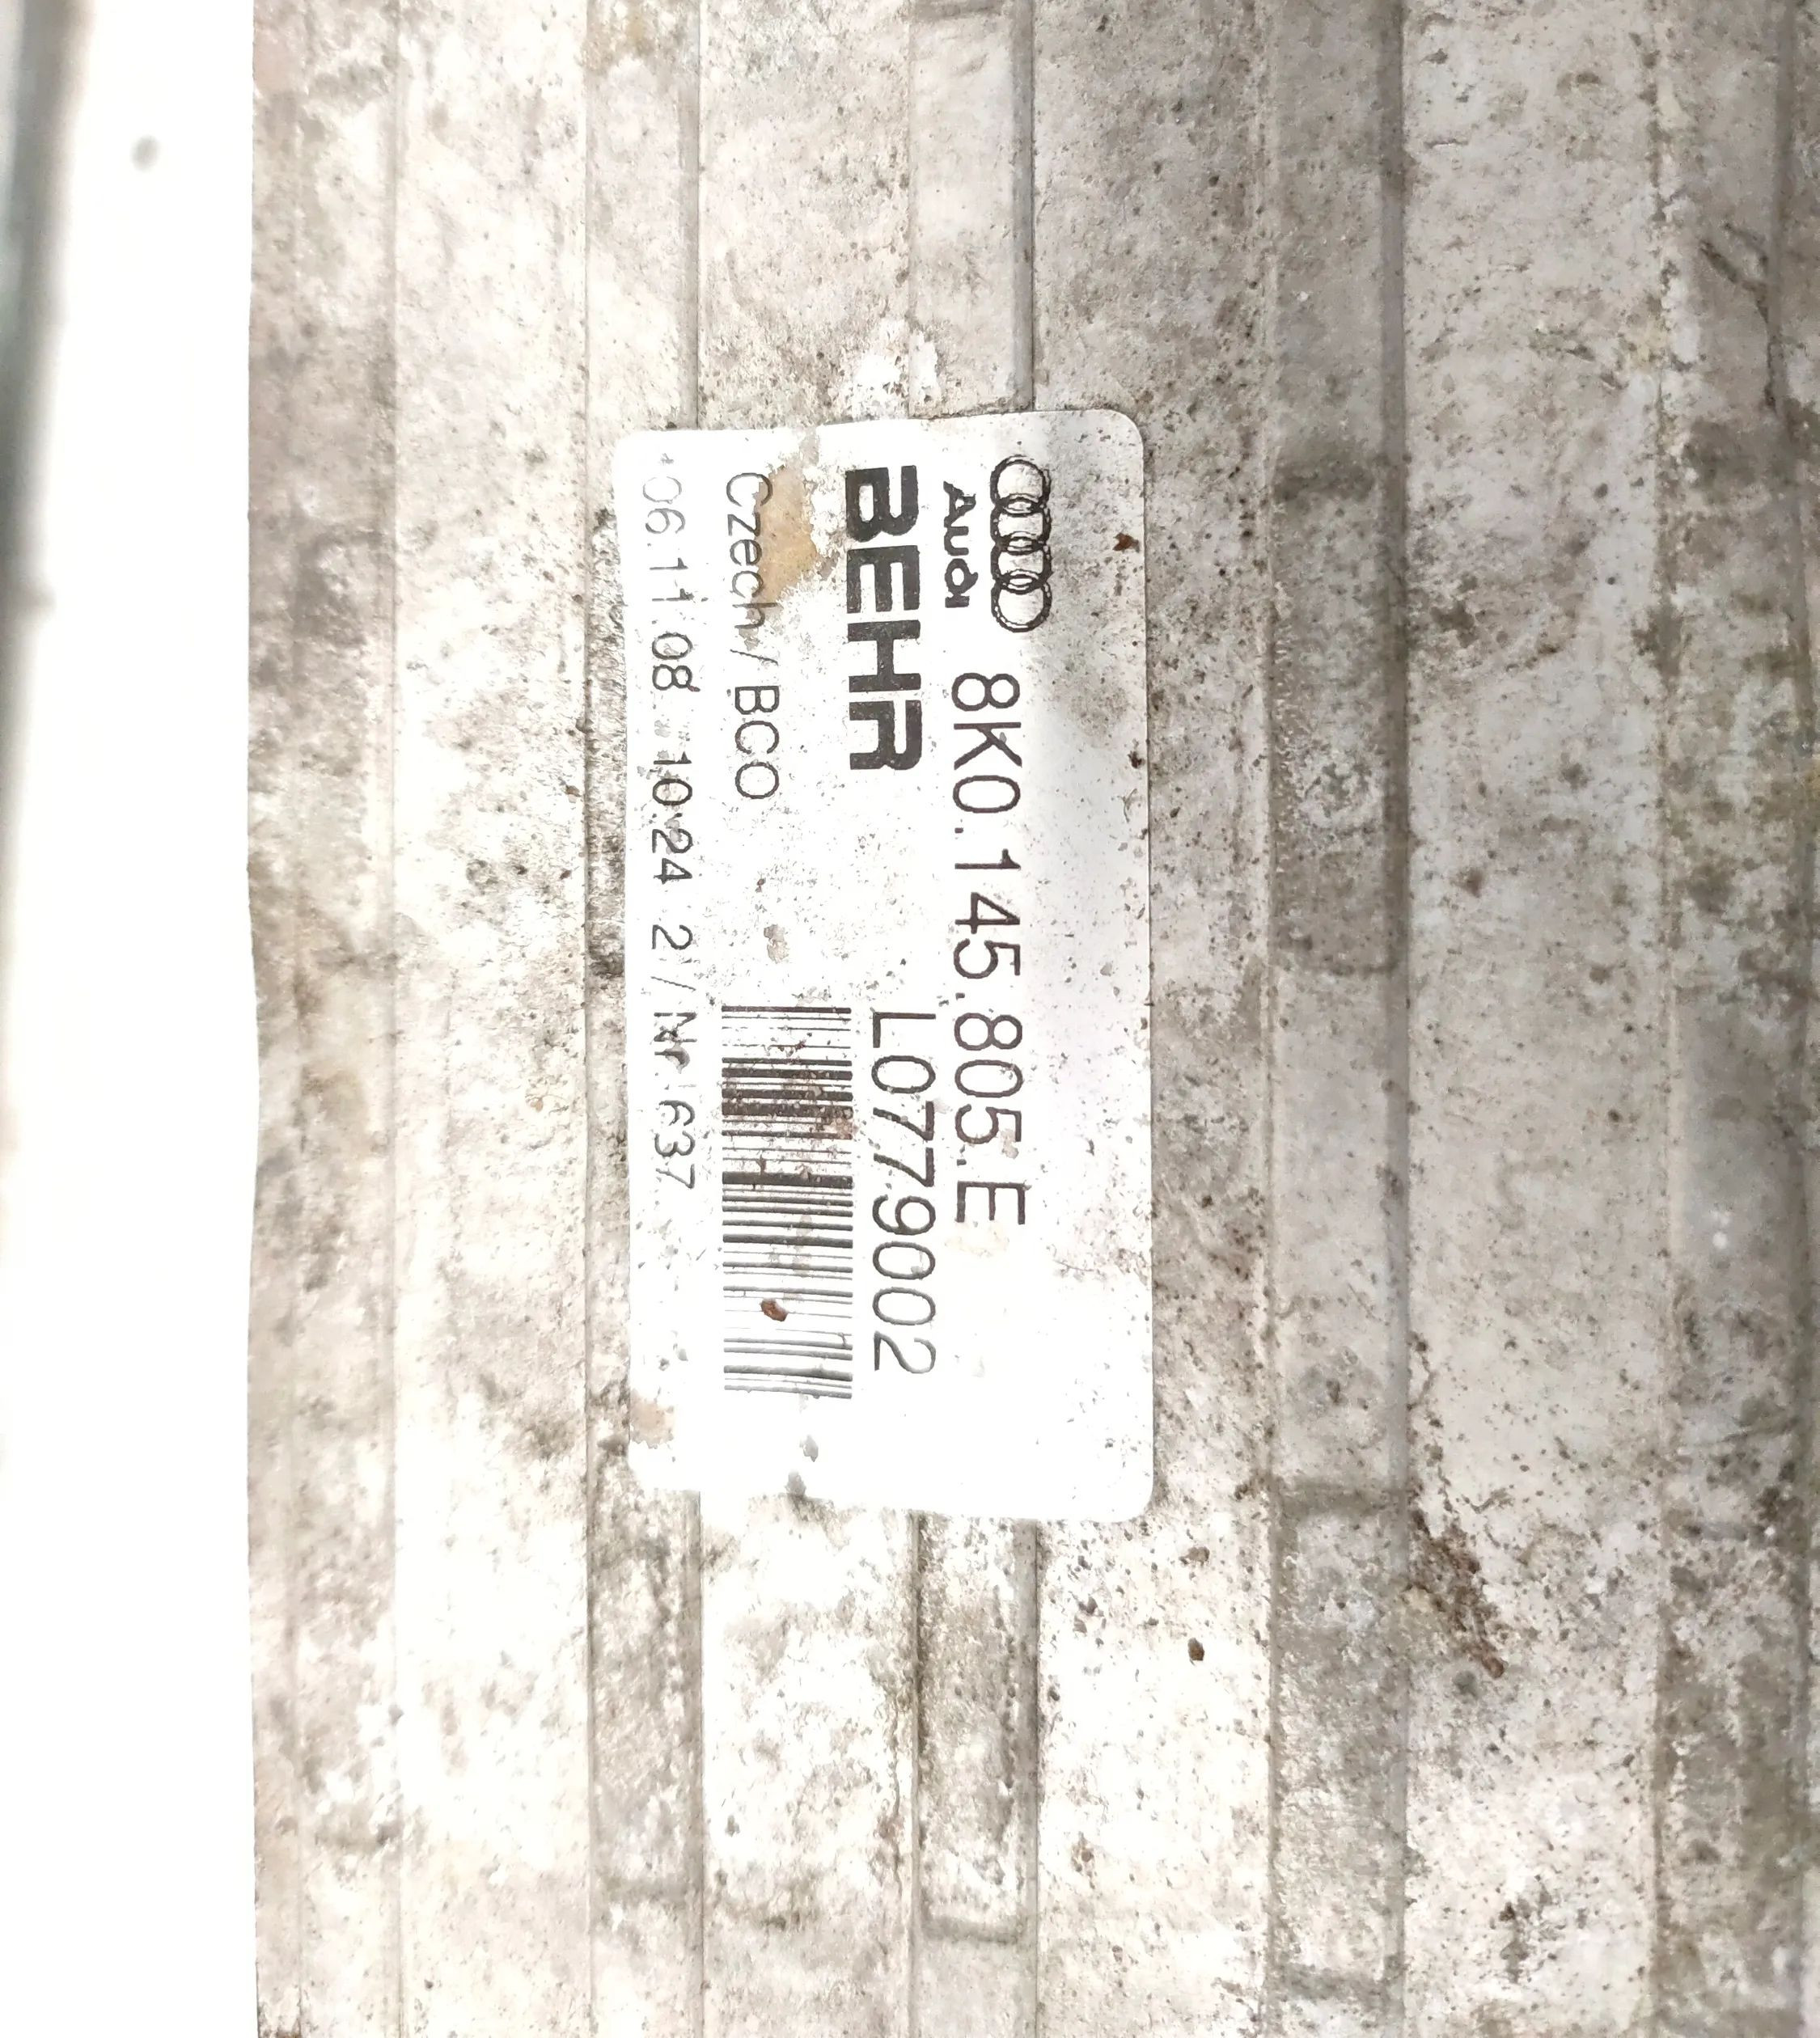 Audi 8K0.145.805.E
BEHR L0779002
Czech / BCO
06.11.08 10:24 2 / Nr. 637